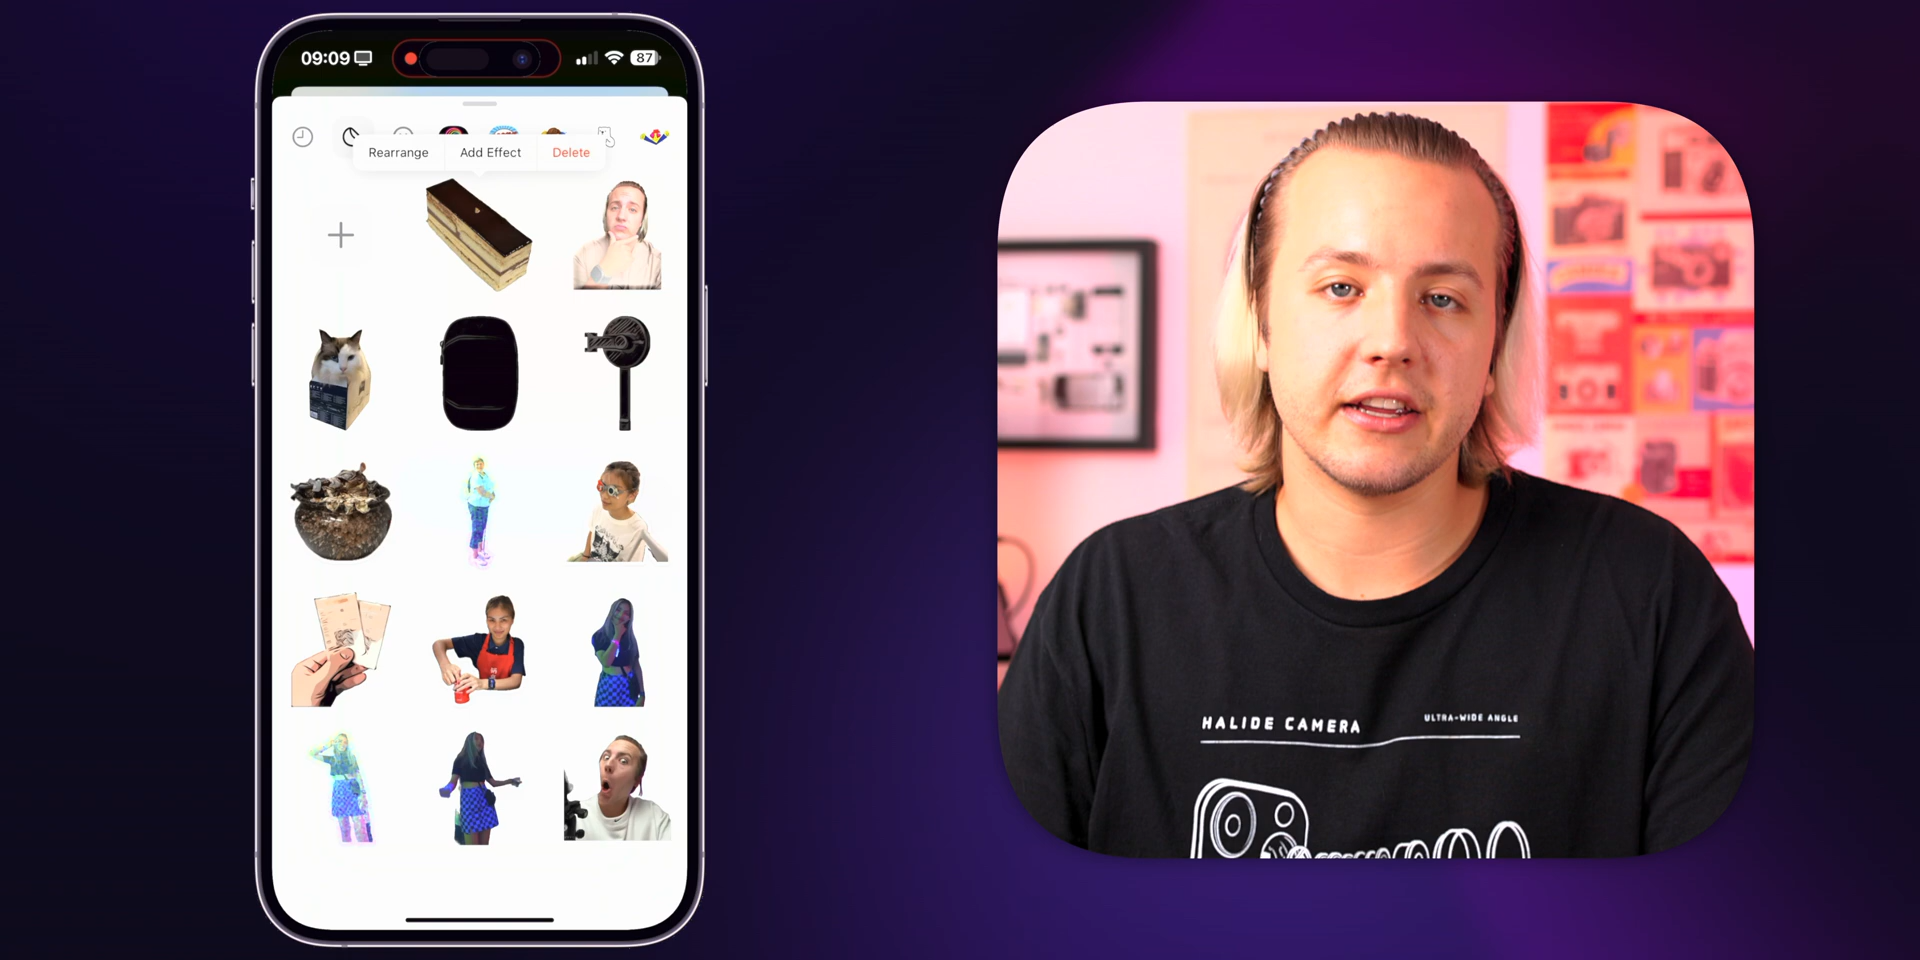 09:09
87
Rearrange Add Effect Delete
HALIDE CAMERA
ULTRA-WIDE ANGLE